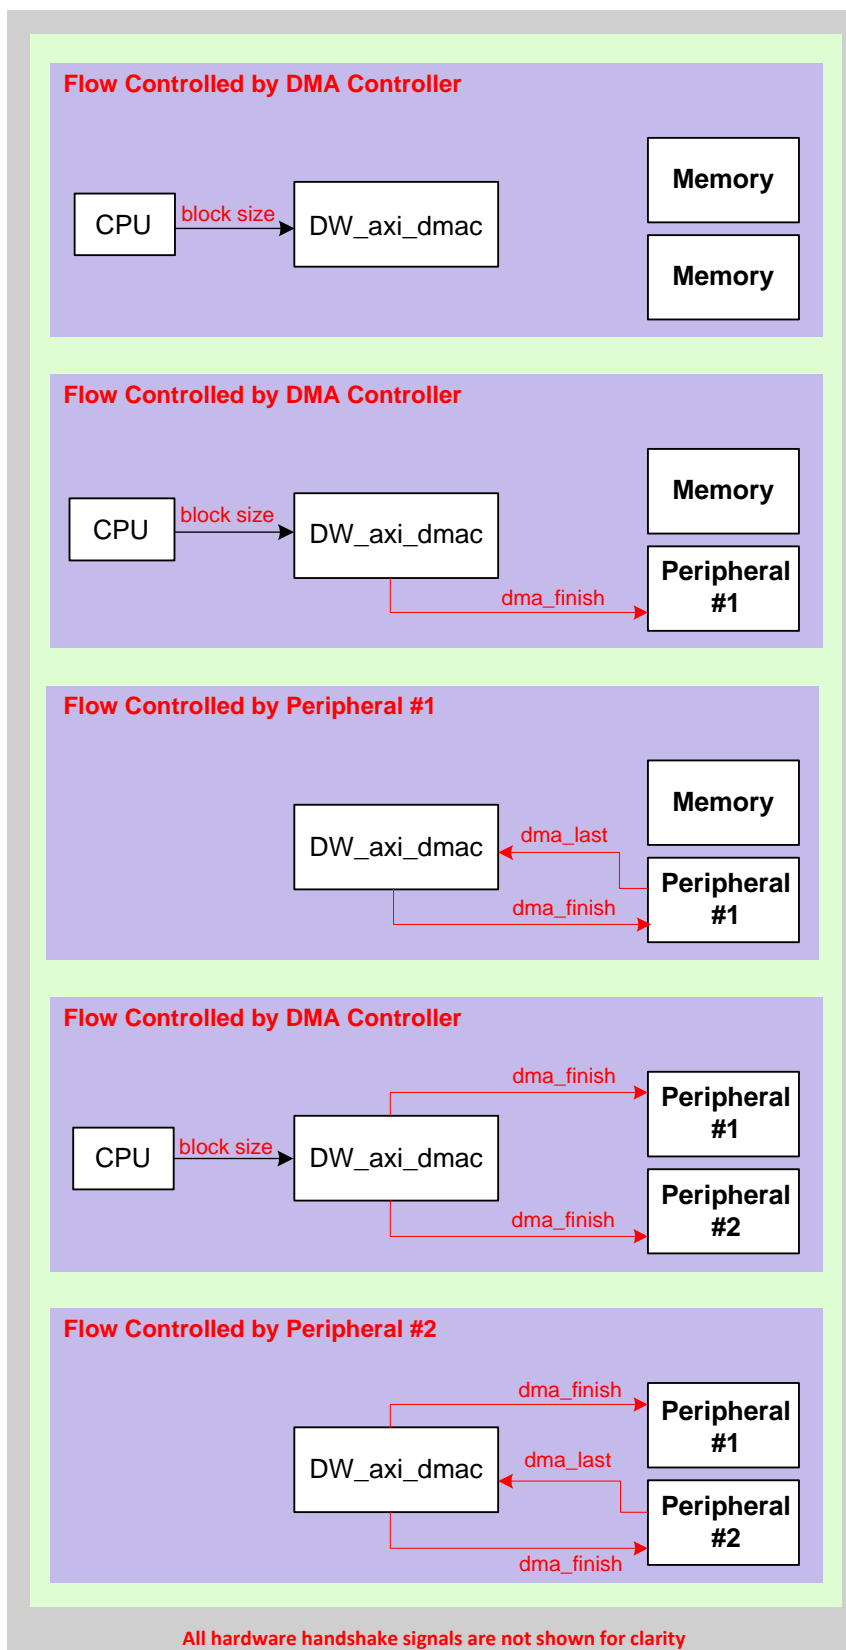 Flow Controlled by DMA Controller
Memory
CPU
block size
DW_axi_dmac
Memory
Flow Controlled by DMA Controller
Memory
CPU
block size
DW_axi_dmac
dma_finish
Peripheral
#1
Flow Controlled by Peripheral #1
Memory
DW_axi_dmac
dma_last
dma_finish
Peripheral
#1
Flow Controlled by DMA Controller
dma_finish
Peripheral
#1
CPU
block size
DW_axi_dmac
dma_finish
Peripheral
#2
Flow Controlled by Peripheral #2
dma_finish
Peripheral
#1
DW_axi_dmac
dma_last
Peripheral
#2
dma_finish
All hardware handshake signals are not shown for clarity